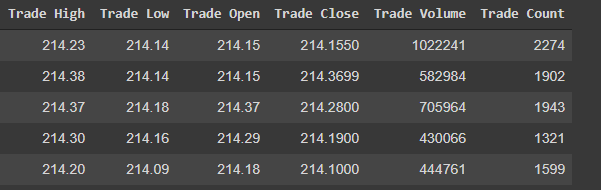 Trade High Trade Low Trade Open Trade Close Trade Volume Trade Count
214.23 214.14 214.15 214.1550 1022241 2274
214.38 214.14 214.15 214.3699 582984 1902
214.37 214.18 214.37 214.2800 705964 1943
214.30 214.16 214.29 214.1900 430066 1321
214.20 214.09 214.18 214.1000 444761 1599